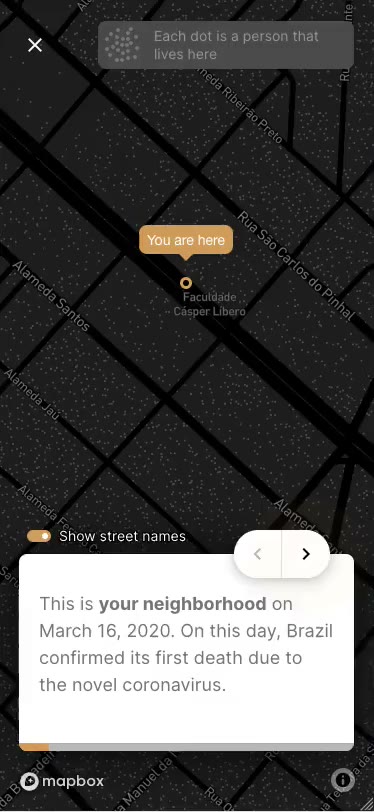 Each dot is a person that
lives here
Alameda Ribeirão Preto
You are here
Rua São Carlos do Pinhal
Faculdade
Cásper Líbero
Alameda Santos
Alameda Jaú
Show street names
This is your neighborhood on
March 16, 2020. On this day, Brazil
confirmed its first death due to
the novel coronavirus.
mapbox